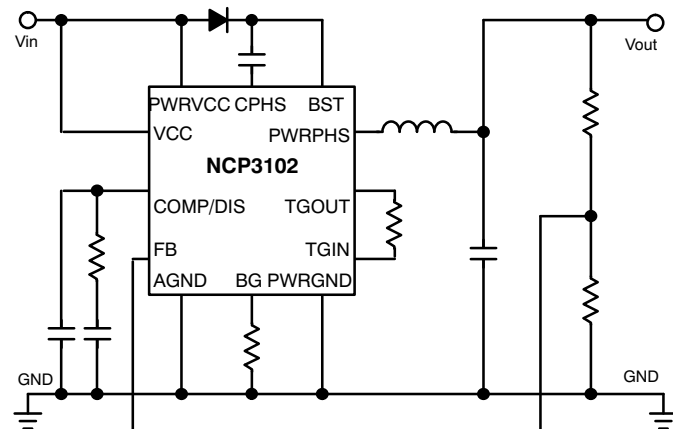 Vin
Vout
PWRVCC CPHS BST
VCC
PWRPHS
NCP3102
COMP/DIS
TGOUT
FB
TGIN
AGND
BG PWRGND
GND
GND